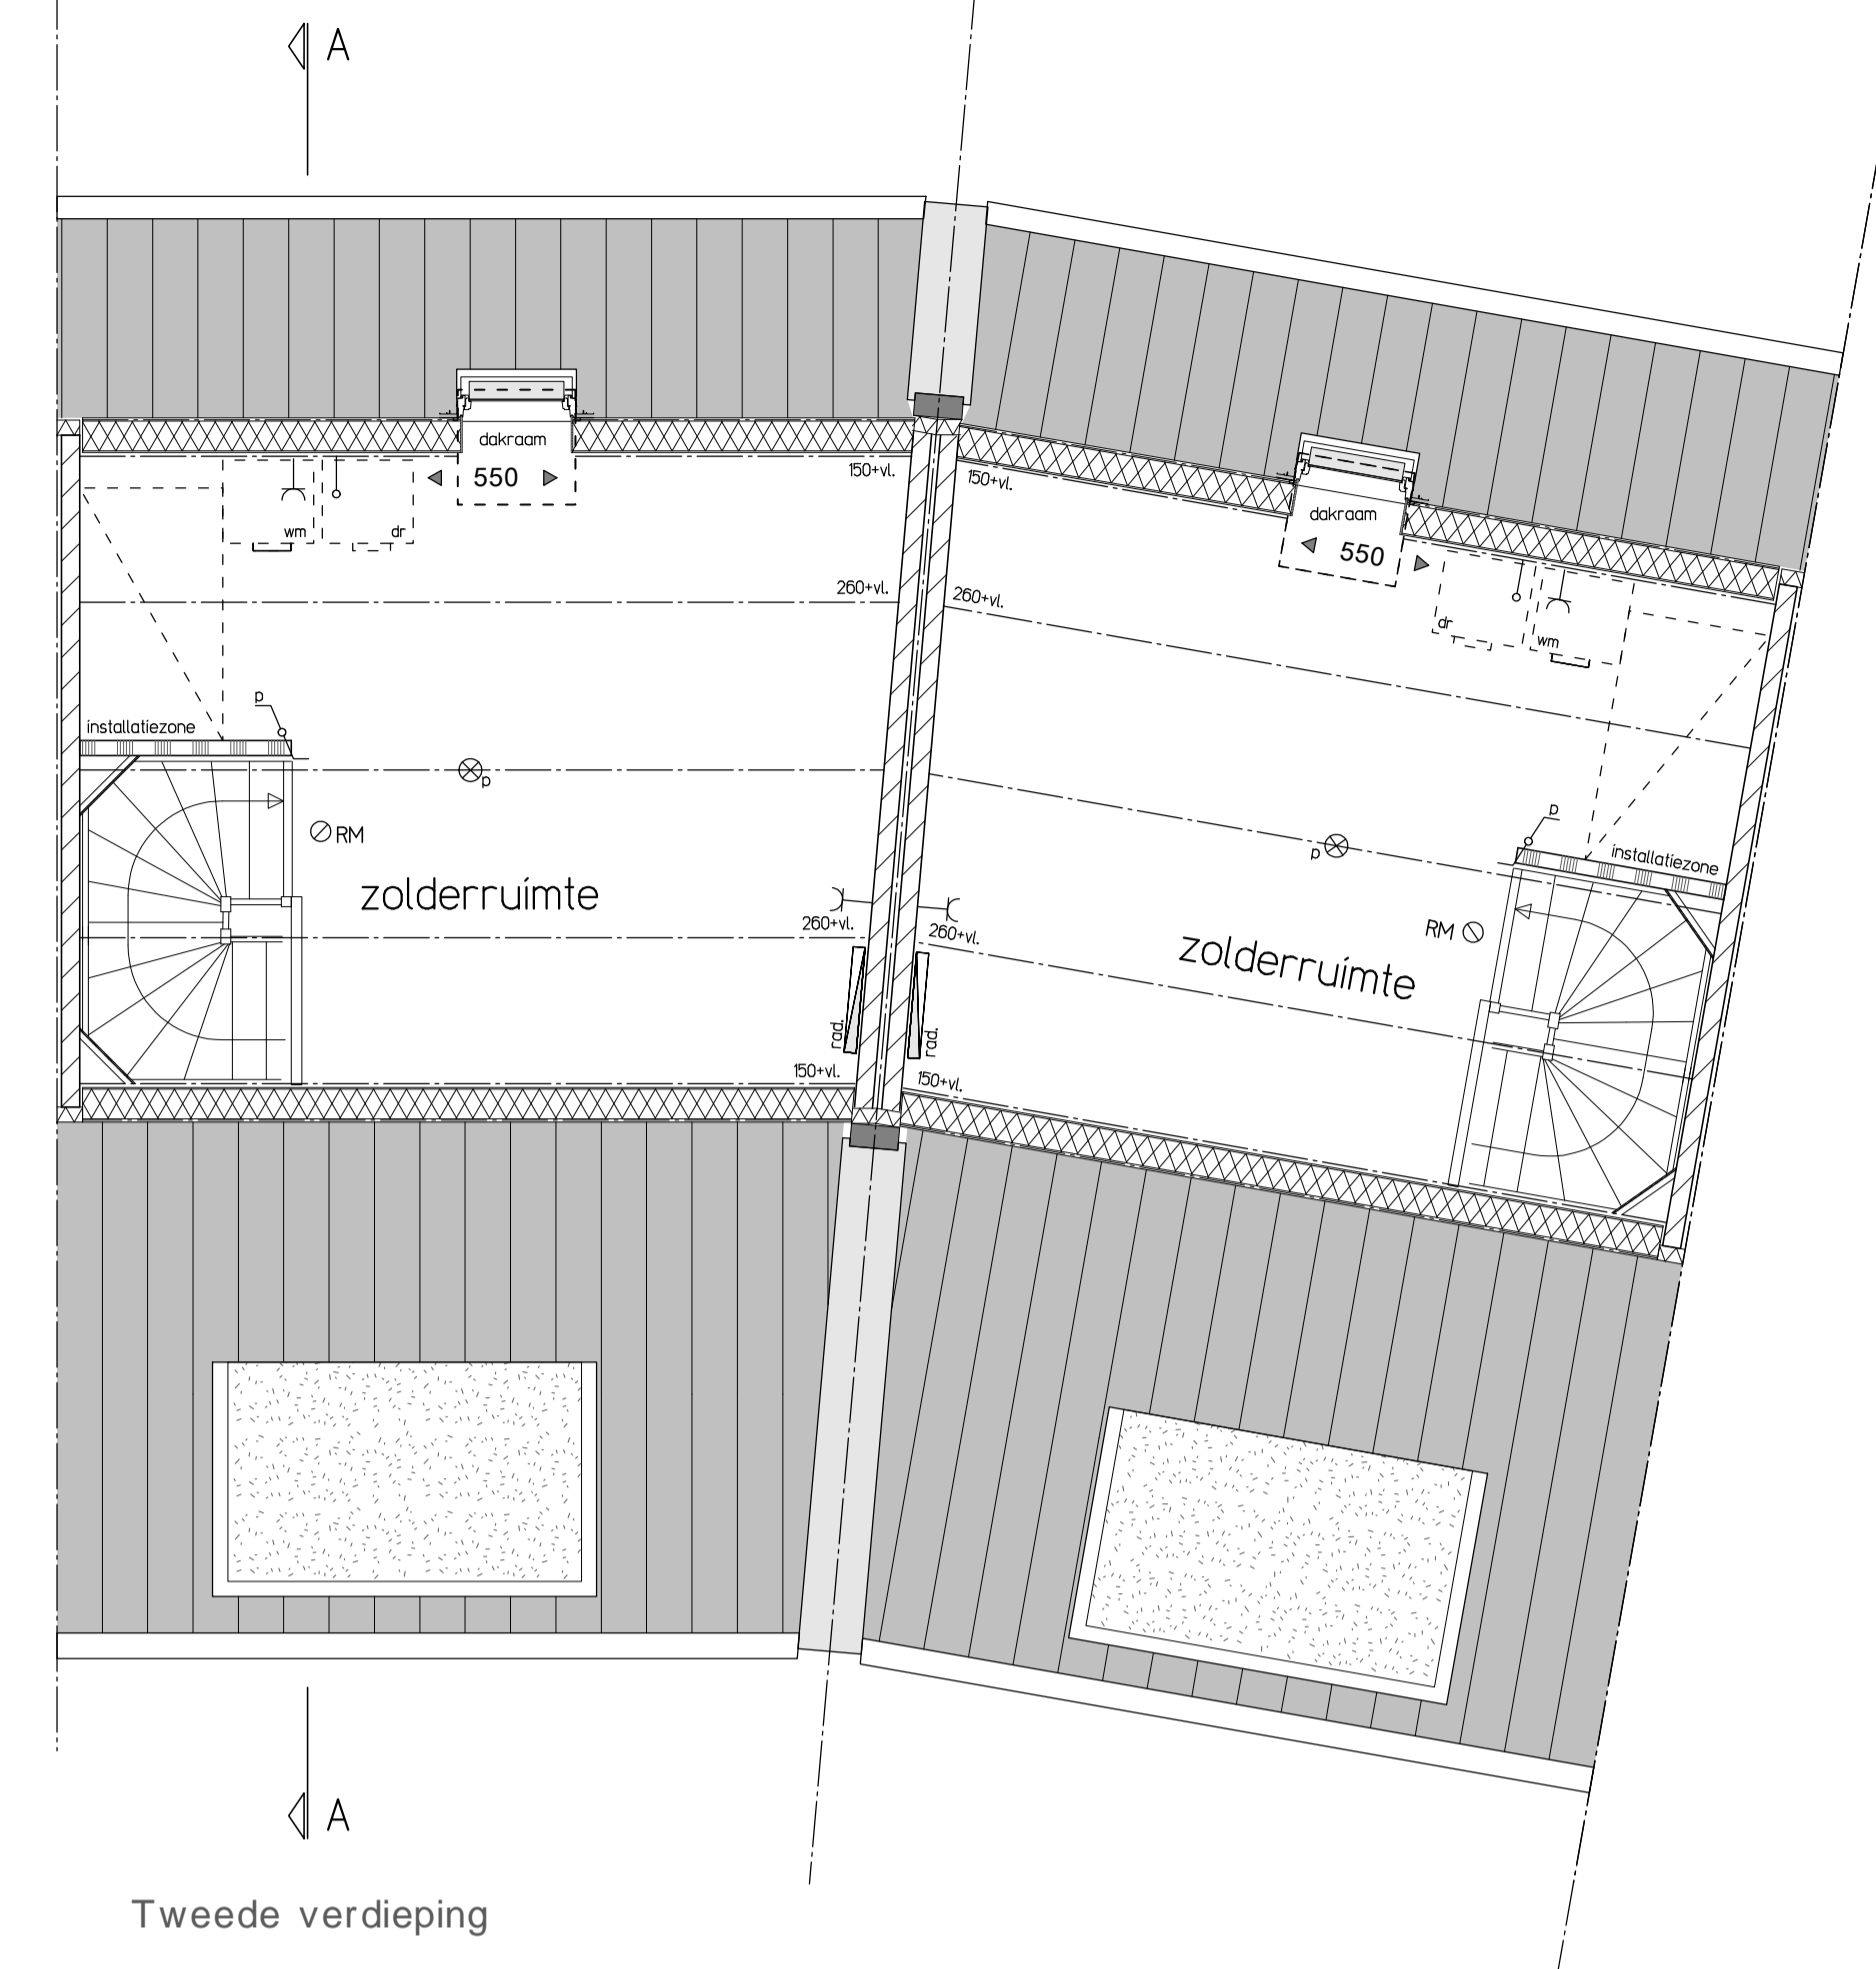 A
dakraam
550
150+vl.
150+vl.
dakraam
550
wm
dr
260+vl.
260+vl.
dr
wm
p
installatiezone
p
RM
p
p
installatiezone
zolderruimte
260+vl.
260+vl.
RM
zolderruimte
rad.
rad.
150+vl.
150+vl.
A
Tweede verdieping